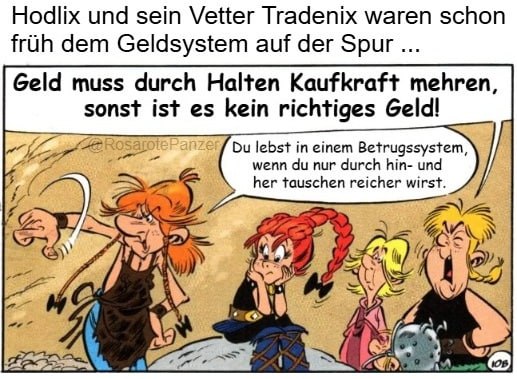 Hodlix und sein Vetter Tradenix waren schon
früh dem Geldsystem auf der Spur ...
Geld muss durch Halten Kaufkraft mehren,
sonst ist es kein richtiges Geld!
@RosarotePanzer
Du lebst in einem Betrugssystem,
wenn du nur durch hin- und
her tauschen reicher wirst.
10B